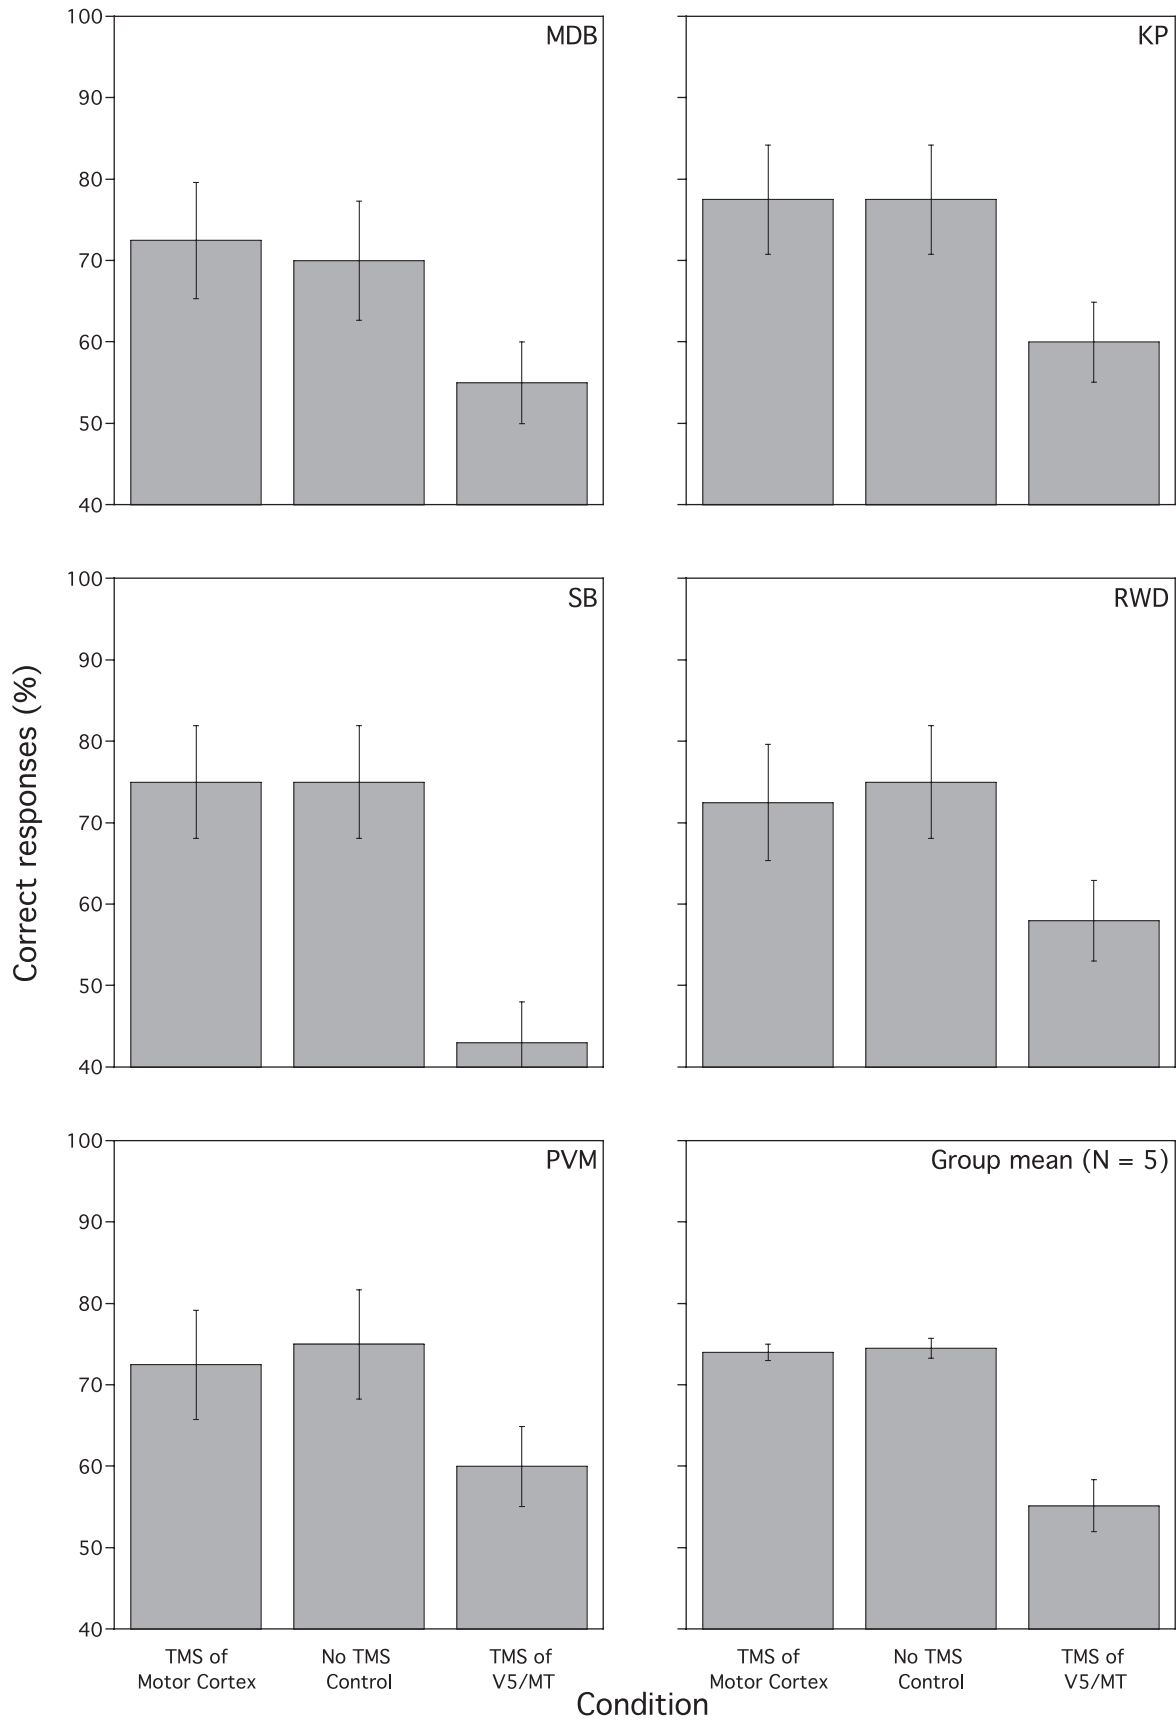 100
90
80
70
60
50
40
MDB
KP
100
90
80
70
60
50
40
SB
RWD
Correct responses (%)
100
90
80
70
60
50
40
PVM
Group mean (N = 5)
TMS of
Motor Cortex
No TMS
Control
TMS of
V5/MT
TMS of
Motor Cortex
No TMS
Control
TMS of
V5/MT
Condition